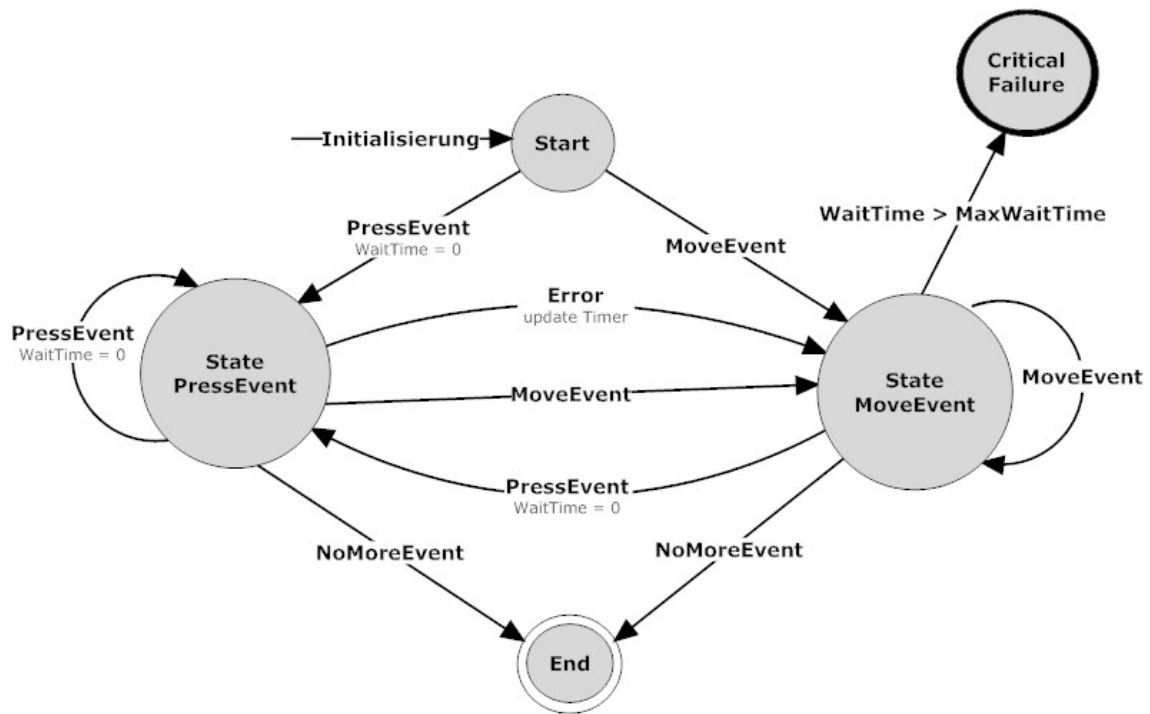 Critical
Failure
Initialisierung
Start
WaitTime > MaxWaitTime
PressEvent
WaitTime = 0
MoveEvent
Error
update Timer
PressEvent
WaitTime = 0
State
PressEvent
State
MoveEvent
MoveEvent
MoveEvent
PressEvent
WaitTime = 0
NoMoreEvent
NoMoreEvent
End